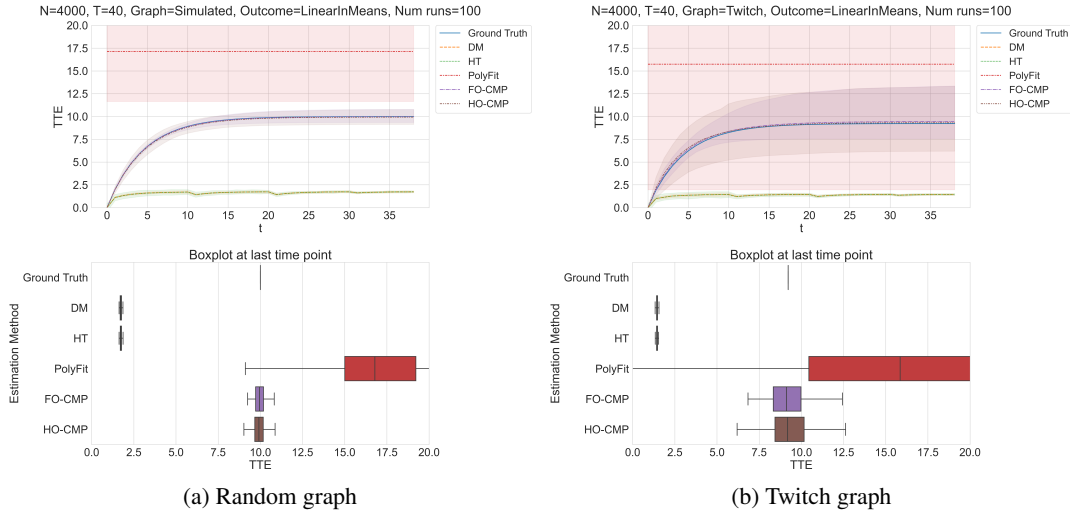 N=4000, T=40, Graph=Simulated, Outcome=LinearInMeans, Num runs=100
20.0
17.5
15.0
12.5
10.0
7.5
5.0
2.5
0.0
TTE
0 5 10 15 20 25 30 35
t
Ground Truth
DM
HT
PolyFit
FO-CMP
HO-CMP
Boxplot at last time point
Estimation Method
Ground Truth
DM
HT
PolyFit
FO-CMP
HO-CMP
0.0 2.5 5.0 7.5 10.0 12.5 15.0 17.5 20.0
TTE
(a) Random graph
N=4000, T=40, Graph=Twitch, Outcome=LinearInMeans, Num runs=100
20.0
17.5
15.0
12.5
10.0
7.5
5.0
2.5
0.0
TTE
0 5 10 15 20 25 30 35
t
Ground Truth
DM
HT
PolyFit
FO-CMP
HO-CMP
Boxplot at last time point
Estimation Method
Ground Truth
DM
HT
PolyFit
FO-CMP
HO-CMP
0.0 2.5 5.0 7.5 10.0 12.5 15.0 17.5 20.0
TTE
(b) Twitch graph